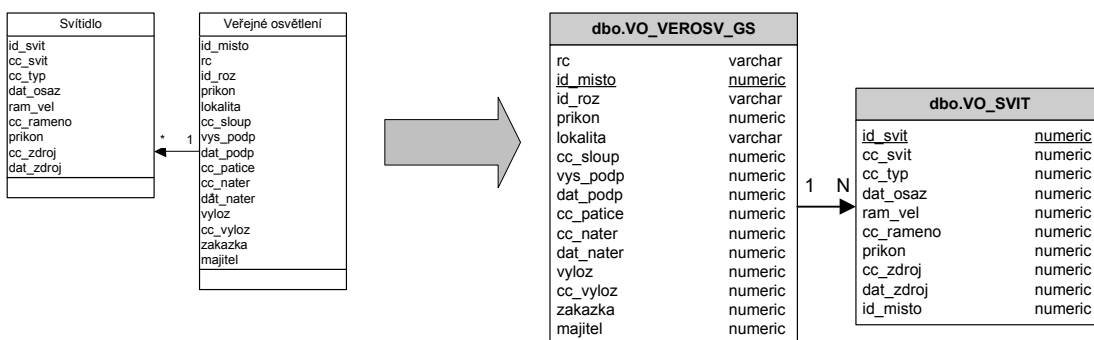 Svítidlo
id_svit
cc_svit
cc_typ
dat_osaz
ram_vel
cc_rameno
prikon
cc_zdroj
dat_zdroj
* 1
Veřejné osvětlení
id_misto
rc
id_roz
prikon
lokalita
cc_sloup
vys_podp
dat_podp
cc_patice
cc_nater
dát_nater
vyloz
cc_vyloz
zakazka
majitel
dbo.VO_VEROSV_GS
rc varchar
id_misto numeric
id_roz varchar
prikon numeric
lokalita varchar
cc_sloup numeric
vys_podp numeric
dat_podp numeric
cc_patice numeric
cc_nater numeric
dat_nater numeric
vyloz numeric
cc_vyloz numeric
zakazka numeric
majitel numeric
1 N
dbo.VO_SVIT
id_svit numeric
cc_svit numeric
cc_typ numeric
dat_osaz numeric
ram_vel numeric
cc_rameno numeric
prikon numeric
cc_zdroj numeric
dat_zdroj numeric
id_misto numeric